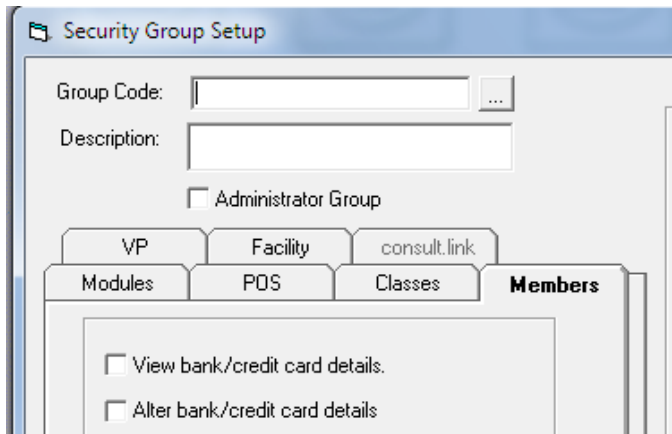 Security Group Setup
Group Code:
...
Description:
Administrator Group
VP Facility consult.link
Modules POS Classes Members
View bank/credit card details.
Alter bank/credit card details